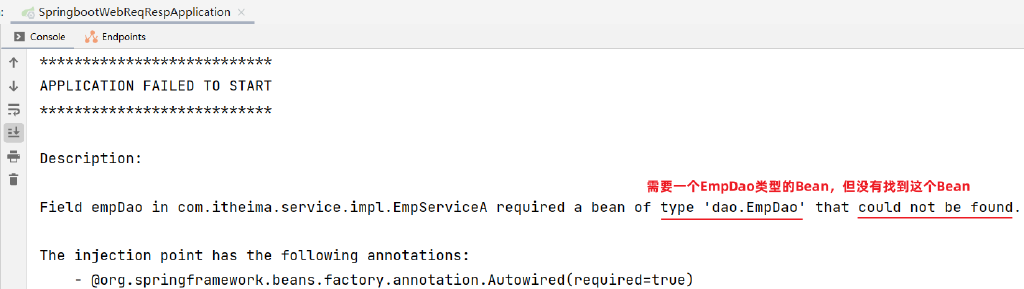 SpringbootWebReqRespApplication
Console Endpoints
***************************
APPLICATION FAILED TO START
***************************
Description:
需要一个EmpDao类型的Bean，但没有找到这个Bean
Field empDao in com.itheima.service.impl.EmpServiceA required a bean of type 'dao.EmpDao' that could not be found.
The injection point has the following annotations:
- @org.springframework.beans.factory.annotation.Autowired(required=true)